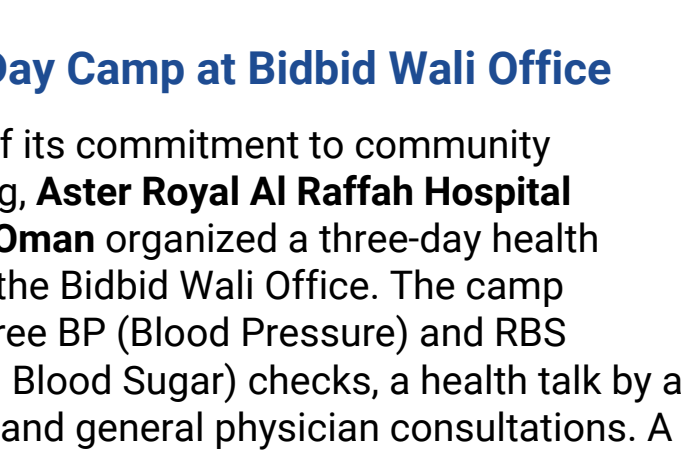 Day Camp at Bidbid Wali Office
f its commitment to community
g, Aster Royal Al Raffah Hospital
Oman organized a three-day health
the Bidbid Wali Office. The camp
ree BP (Blood Pressure) and RBS
Blood Sugar) checks, a health talk by a
and general physician consultations. A